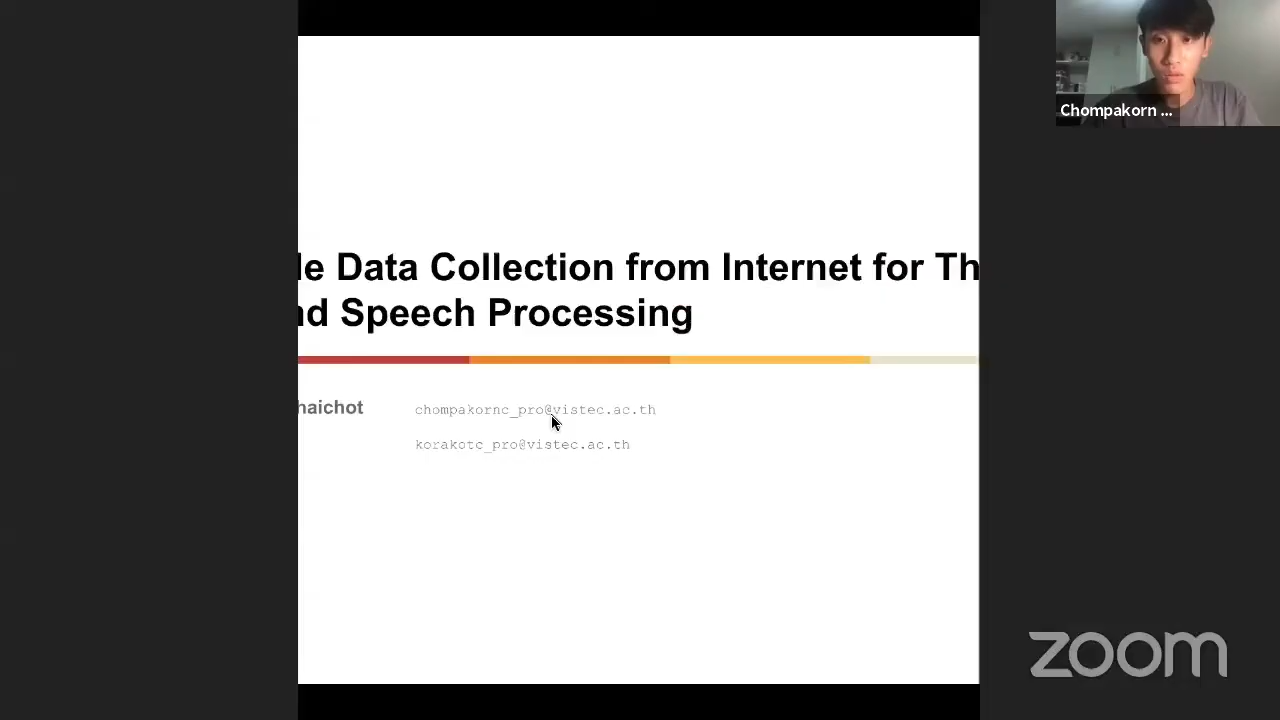 Chompakorn ...
le Data Collection from Internet for Th
nd Speech Processing
haichot
chompakornc_pro@vistec.ac.th
korakotc_pro@vistec.ac.th
zoom